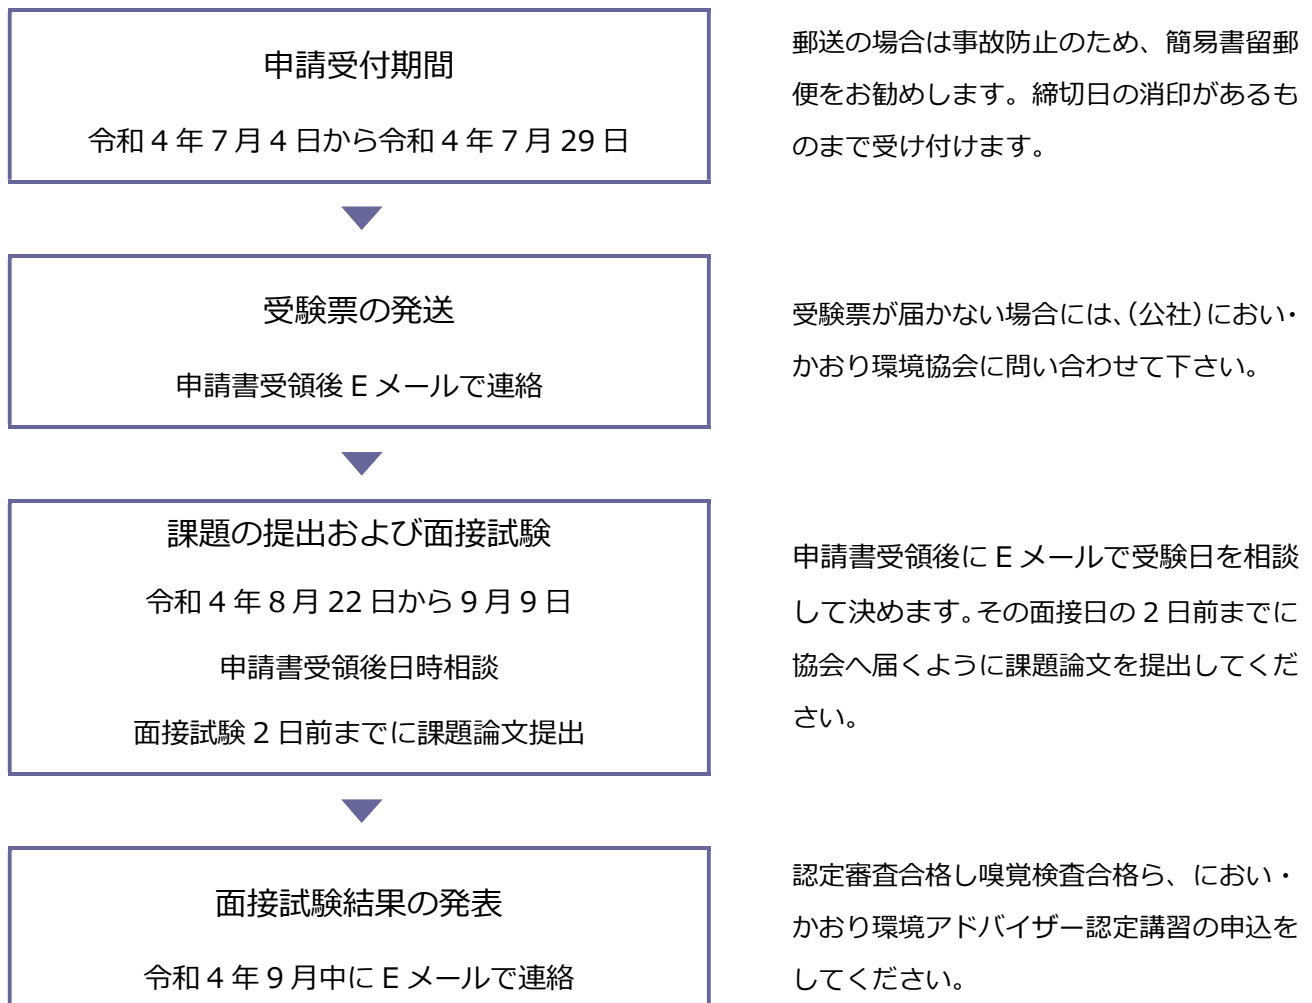 申請受付期間
令和４年７月４日から令和４年７月 29 日
郵送の場合は事故防止のため、簡易書留郵
便をお勧めします。締切日の消印があるも
のまで受け付けます。
受験票の発送
申請書受領後 E メールで連絡
受験票が届かない場合には、(公社)におい・
かおり環境協会に問い合わせて下さい。
課題の提出および面接試験
令和４年８月 22 日から９月９日
申請書受領後日時相談
面接試験２日前までに課題論文提出
申請書受領後に E メールで受験日を相談
して決めます。その面接日の２日前までに
協会へ届くように課題論文を提出してくだ
さい。
面接試験結果の発表
令和４年９月中に E メールで連絡
認定審査合格し嗅覚検査合格ら、におい・
かおり環境アドバイザー認定講習の申込を
してください。